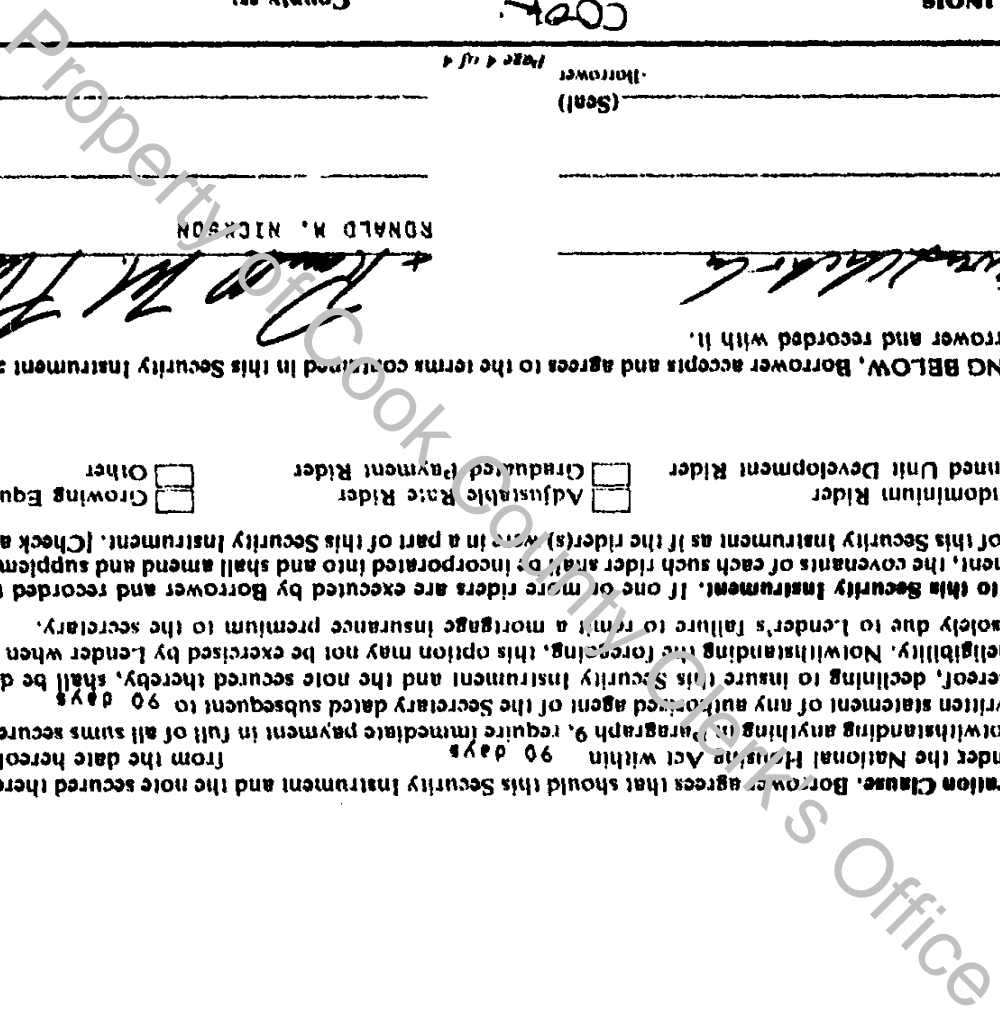 ration Clause. Borrower agrees that should this Security Instrument and the note secured there
nder the National Housing Act within 90 days from the date hereof
otwithstanding anything in Paragraph 9, require immediate payment in full of all sums secure
written statement of any authorized agent of the Secretary dated subsequent to 90 days
ereof, declining to insure this Security Instrument and the note secured thereby, shall be d
neligibility. Notwithstanding the foregoing, this option may not be exercised by Lender when
solely due to Lender's failure to remit a mortgage insurance premium to the secretary.
to this Security Instrument. If one or more riders are executed by Borrower and recorded t
ment, the covenants of each such rider shall be incorporated into and shall amend and supplem
of this Security Instrument as if the rider(s) were in a part of this Security Instrument. [Check a
ndominium Rider Adjustable Rate Rider Growing Equ
nned Unit Development Rider Graduated Payment Rider Other
NG BELOW, Borrower accepts and agrees to the terms contained in this Security Instrument a
rrower and recorded with it.
RONALD M. NICKSON
(Seal)
-Borrower
Page 4 of 4
LINOIS COOK County ss:
Property of Cook County Clerk's Office